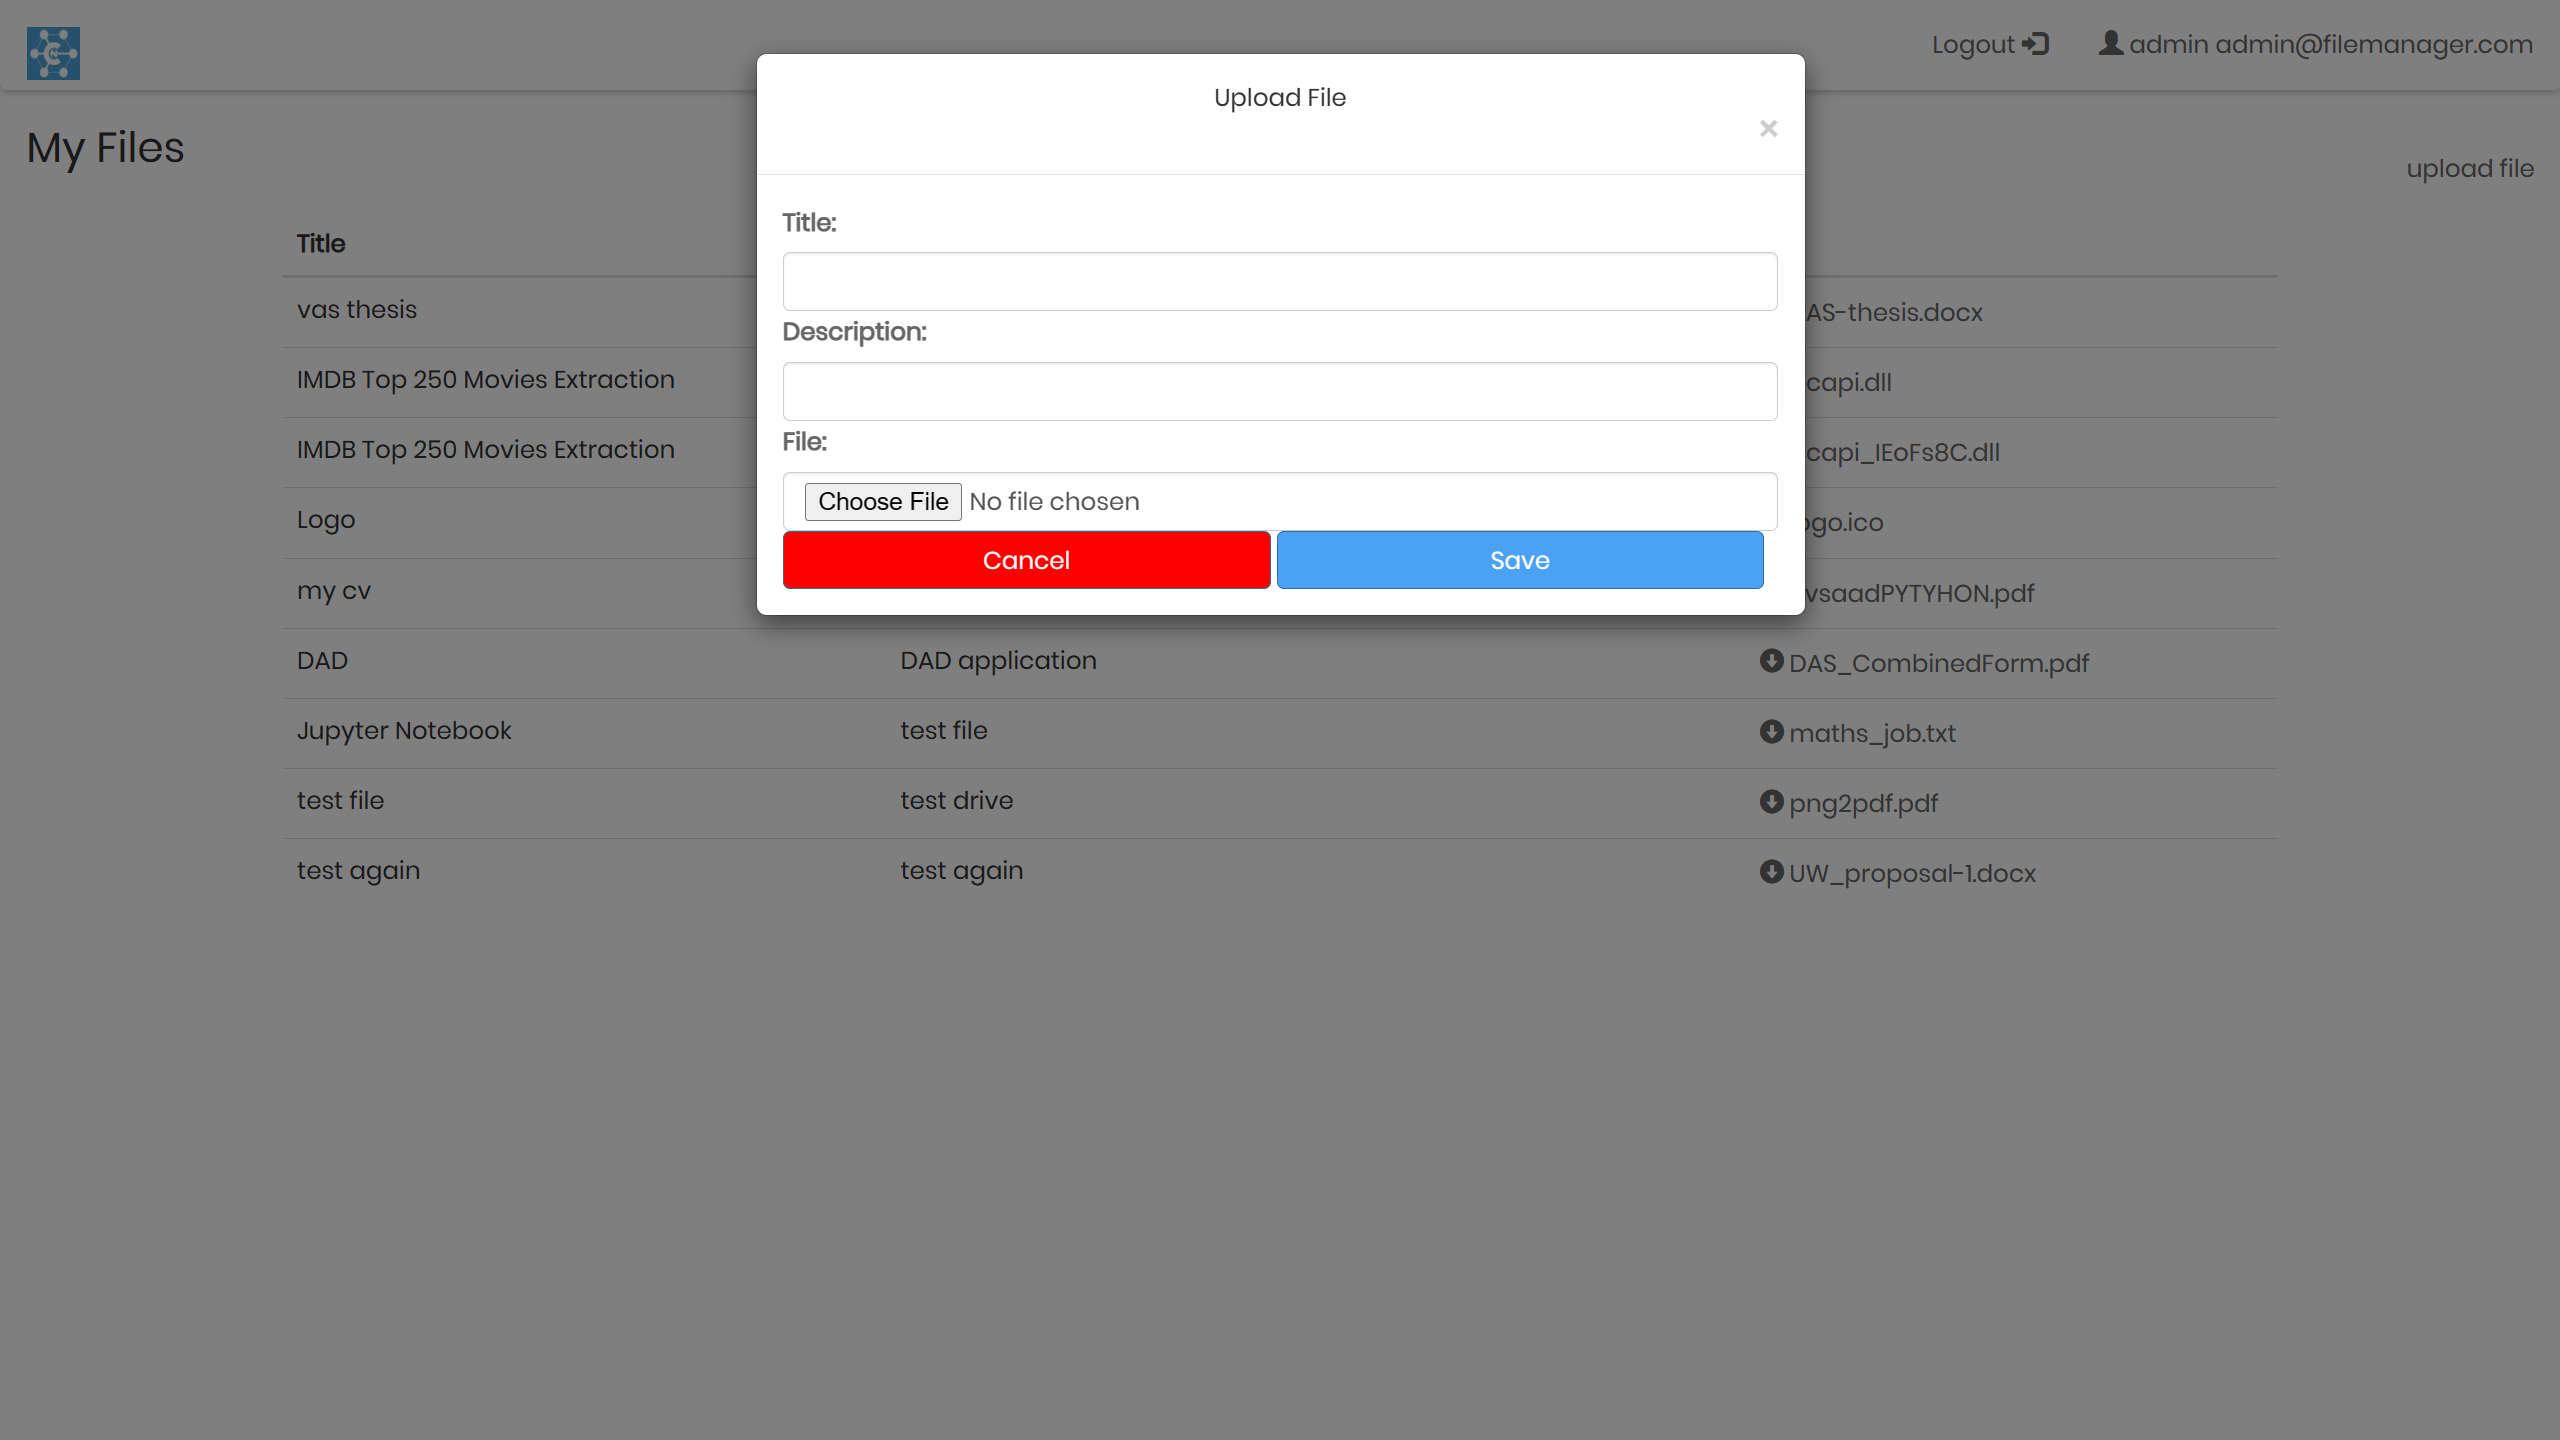 Logout admin admin@filemanager.com
Upload File
×
My Files
upload file
Title:
Title
Description:
vas thesis
AS-thesis.docx
IMDB Top 250 Movies Extraction
capi.dll
File:
IMDB Top 250 Movies Extraction
capi_IEoFs8C.dll
Choose File No file chosen
Logo
ogo.ico
Cancel Save
my cv
vsaadPYTYHON.pdf
DAD DAD application DAS_CombinedForm.pdf
Jupyter Notebook test file maths_job.txt
test file test drive png2pdf.pdf
test again test again UW_proposal-1.docx